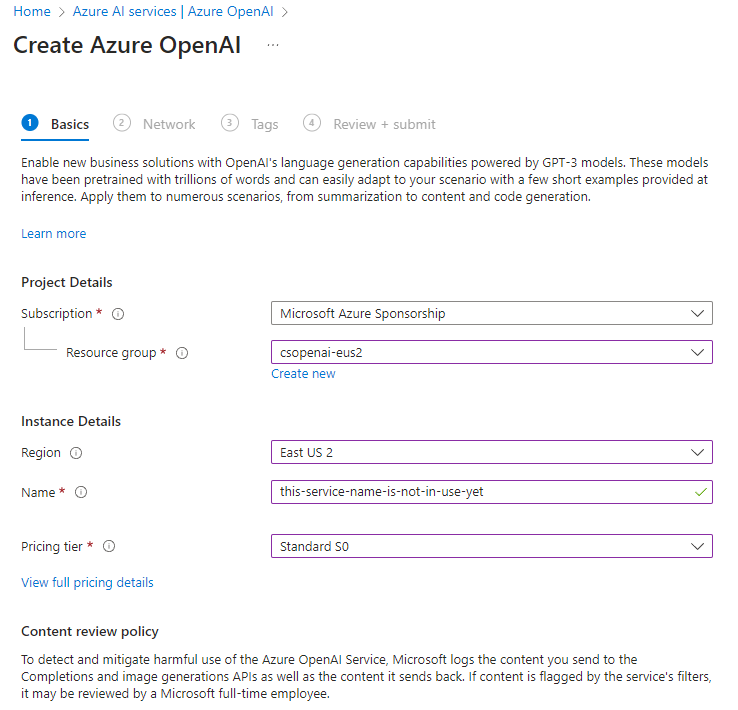 Home > Azure AI services | Azure OpenAI >
Create Azure OpenAI ...
1 Basics 2 Network 3 Tags 4 Review + submit
Enable new business solutions with OpenAI's language generation capabilities powered by GPT-3 models. These models
have been pretrained with trillions of words and can easily adapt to your scenario with a few short examples provided at
inference. Apply them to numerous scenarios, from summarization to content and code generation.
Learn more
Project Details
Subscription * Microsoft Azure Sponsorship
Resource group * csopenai-eus2
Create new
Instance Details
Region East US 2
Name * this-service-name-is-not-in-use-yet
Pricing tier * Standard S0
View full pricing details
Content review policy
To detect and mitigate harmful use of the Azure OpenAI Service, Microsoft logs the content you send to the
Completions and image generations APIs as well as the content it sends back. If content is flagged by the service's filters,
it may be reviewed by a Microsoft full-time employee.